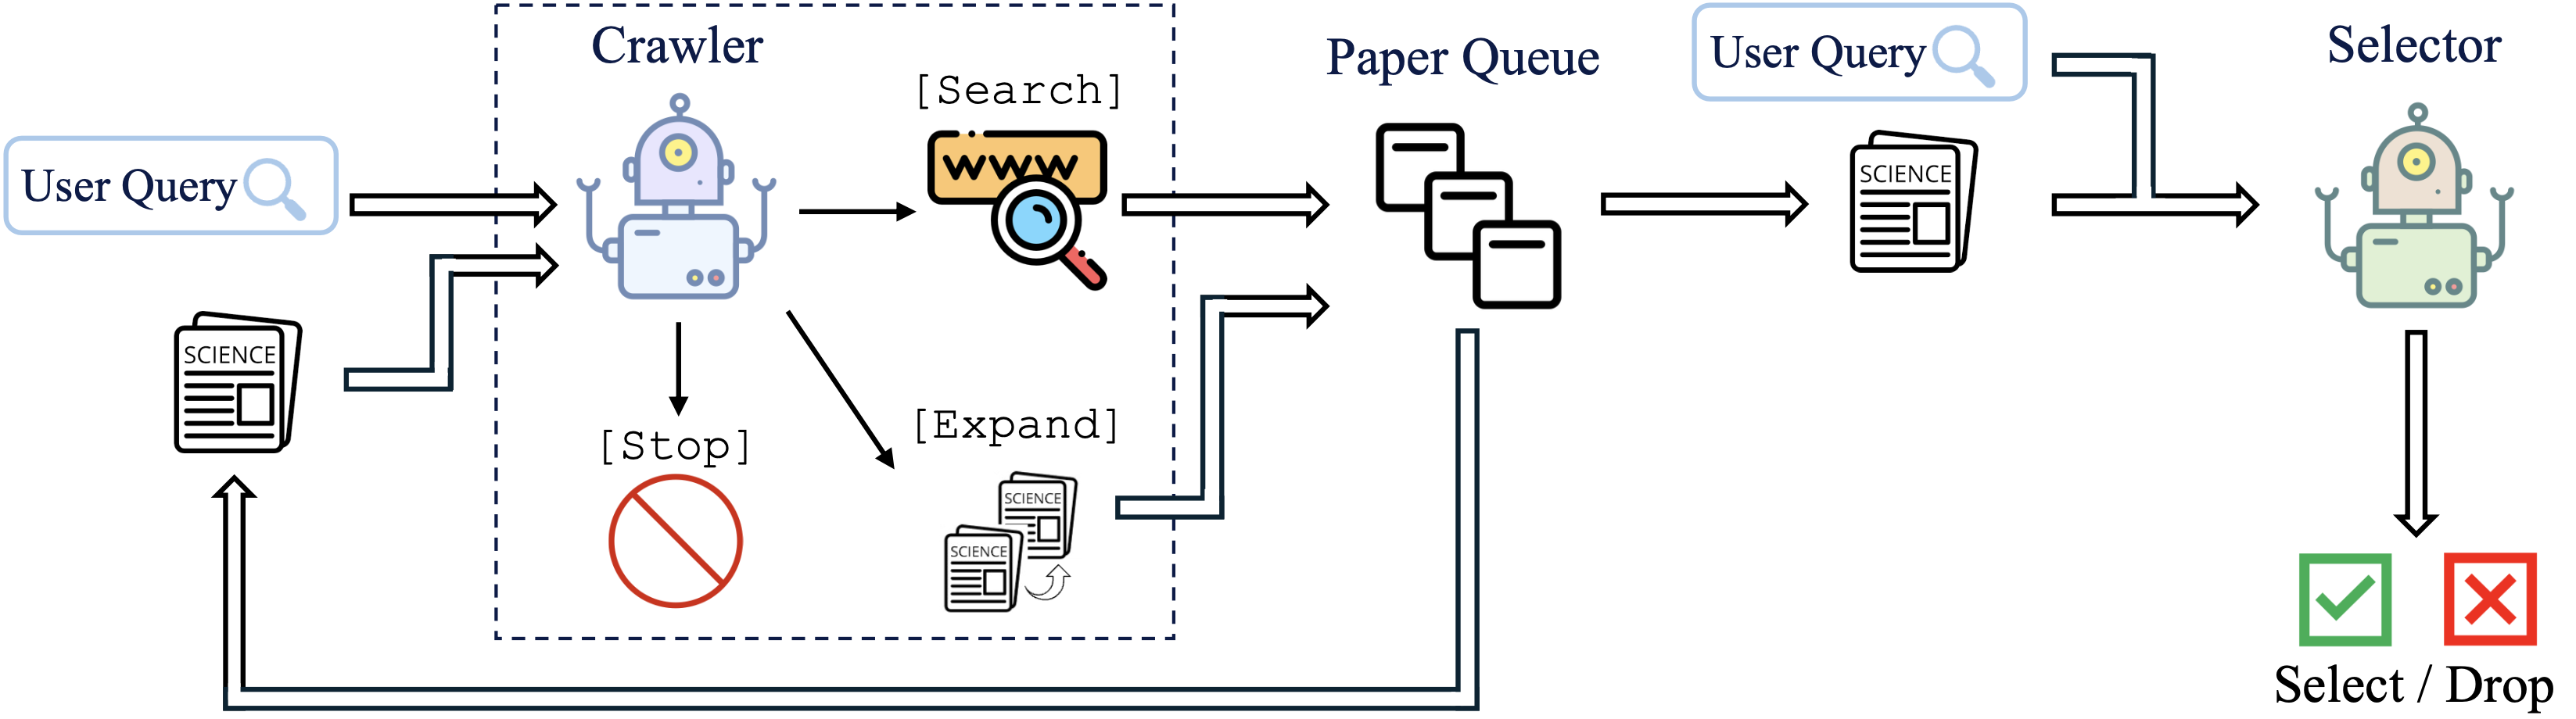 Crawler
[Search]
www
User Query
SCIENCE
[Stop]
[Expand]
SCIENCE
SCIENCE
Paper Queue
User Query
SCIENCE
Selector
Select / Drop